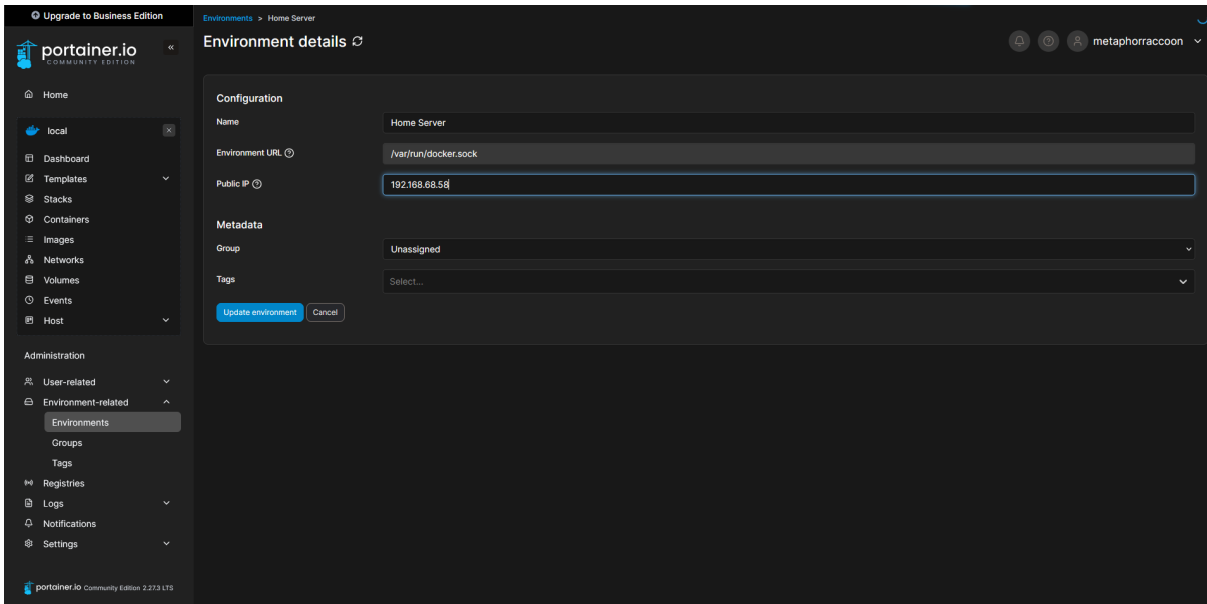 Upgrade to Business Edition
portainer.io
COMMUNITY EDITION
Home
local
Dashboard
Templates
Stacks
Containers
Images
Networks
Volumes
Events
Host
Administration
User-related
Environment-related
Environments
Groups
Tags
Registries
Logs
Notifications
Settings
portainer.io Community Edition 2.27.3 LTS
Environments > Home Server
Environment details
metaphorraccoon
Configuration
Name Home Server
Environment URL /var/run/docker.sock
Public IP 192.168.68.58
Metadata
Group Unassigned
Tags Select...
Update environment Cancel